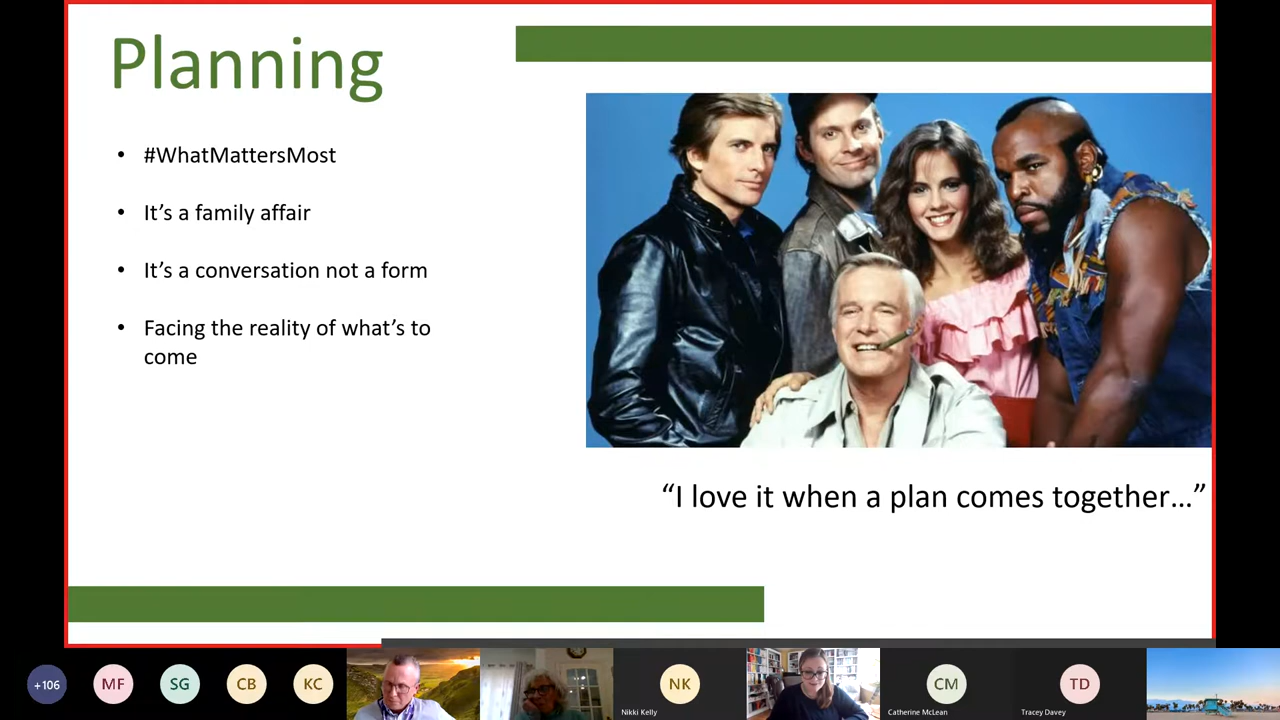 Planning
• #WhatMattersMost
• It’s a family affair
• It’s a conversation not a form
• Facing the reality of what’s to
come
“I love it when a plan comes together…”
+106
MF
SG
CB
KC
NK
Nikki Kelly
CM
Catherine McLean
TD
Tracey Davey